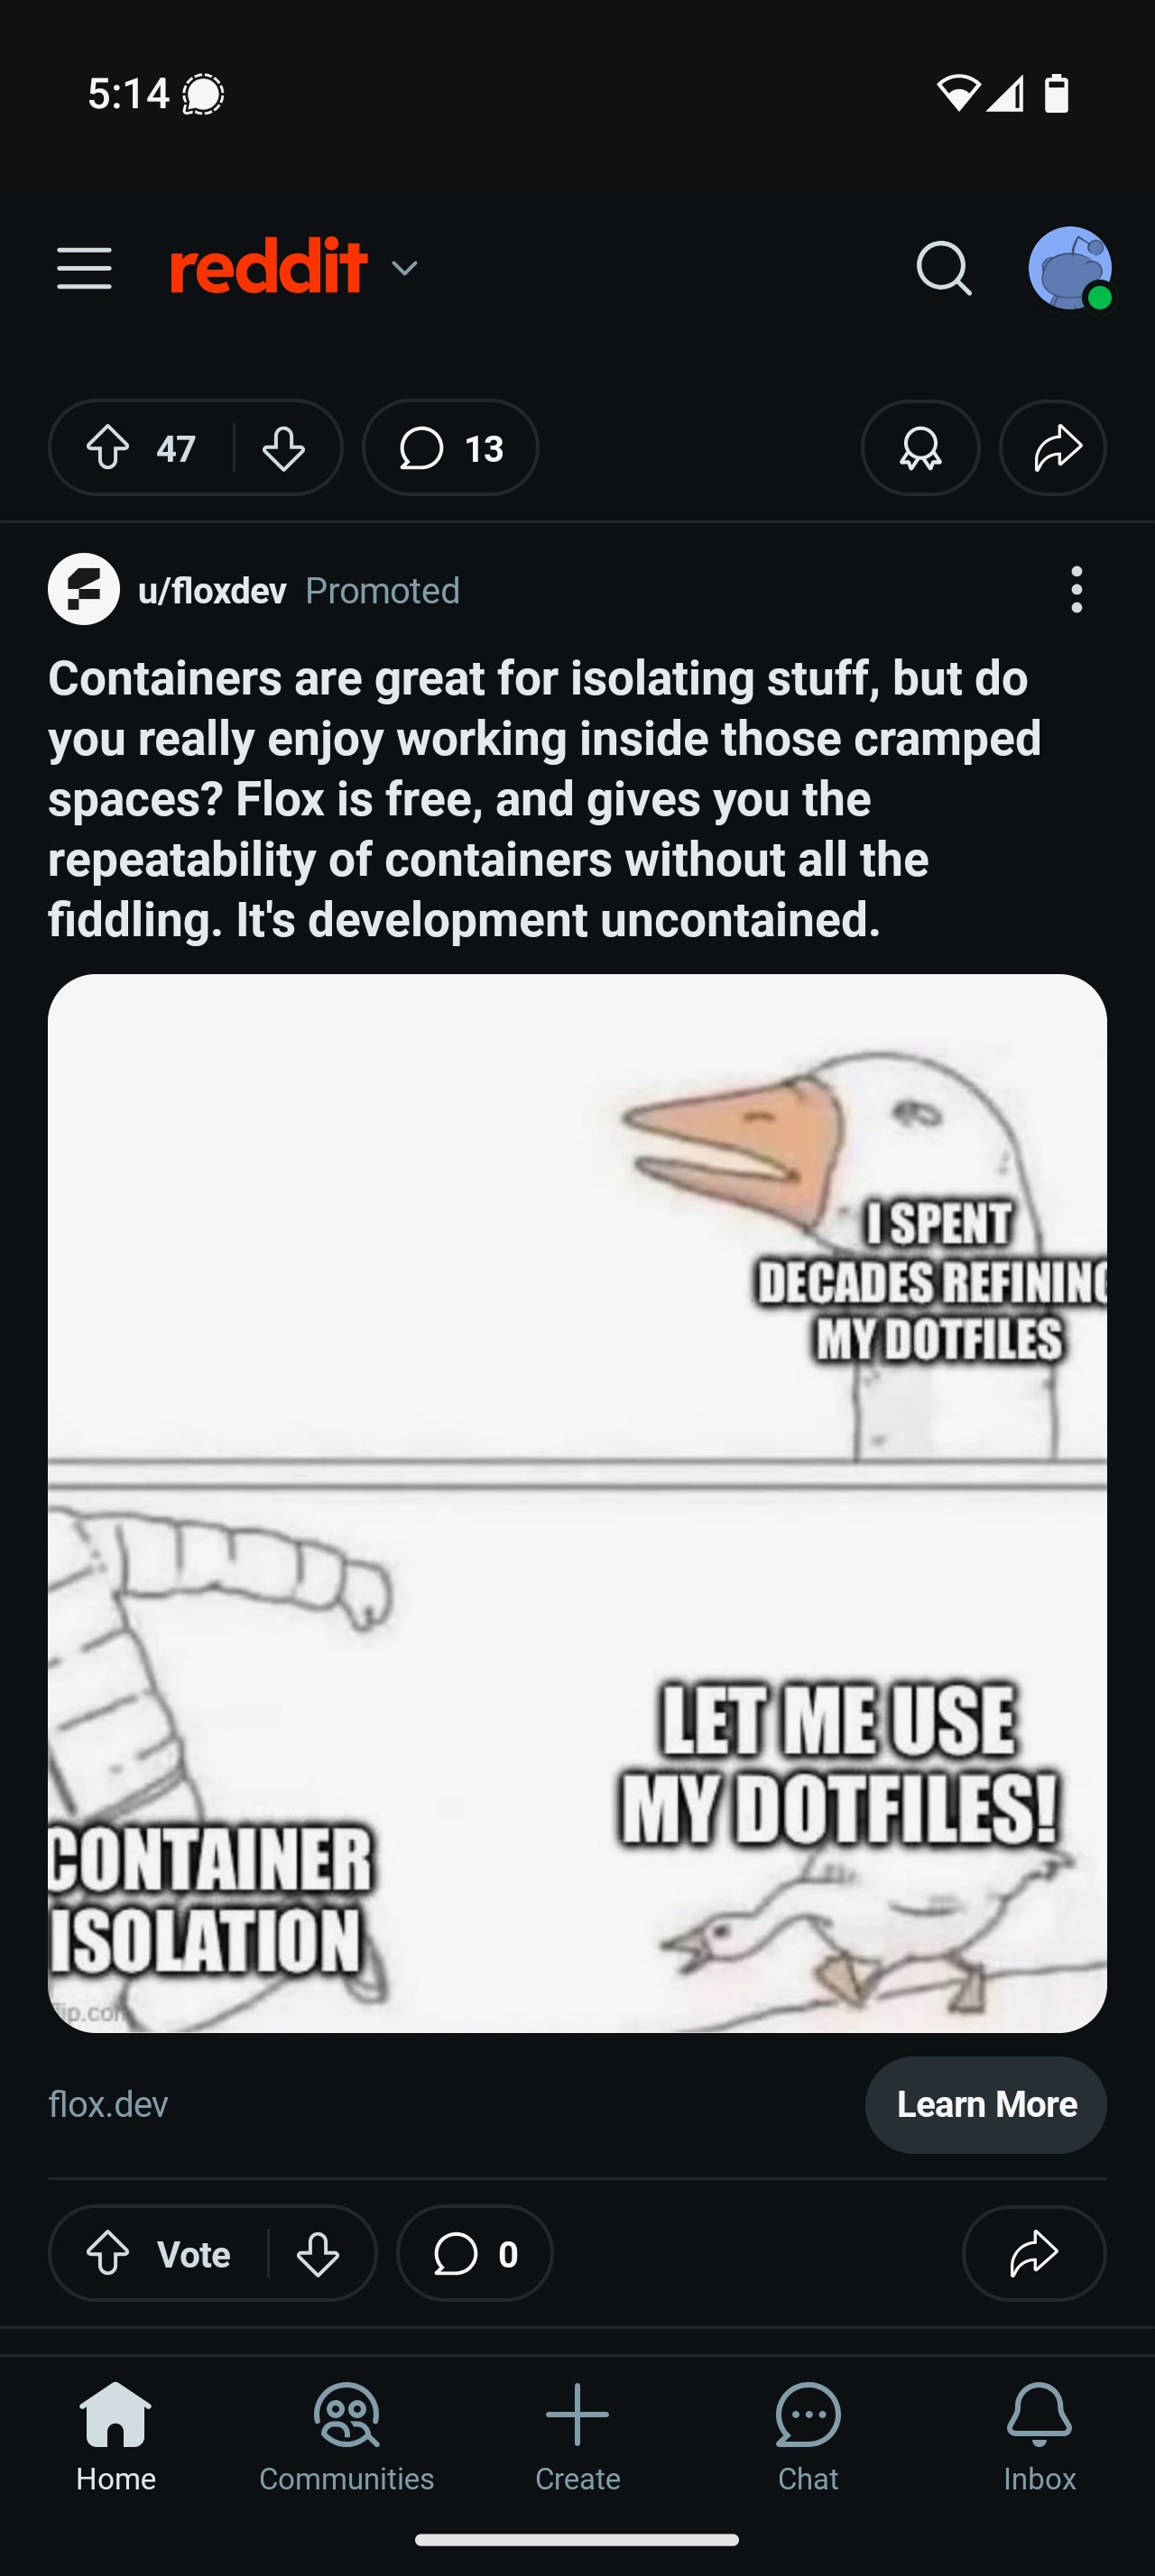 5:14
reddit
47
13
u/floxdev Promoted
Containers are great for isolating stuff, but do
you really enjoy working inside those cramped
spaces? Flox is free, and gives you the
repeatability of containers without all the
fiddling. It's development uncontained.
I SPENT
DECADES REFINING
MY DOTFILES
LET ME USE
MY DOTFILES!
CONTAINER
ISOLATION
flox.dev
Learn More
Vote
0
Home
Communities
Create
Chat
Inbox